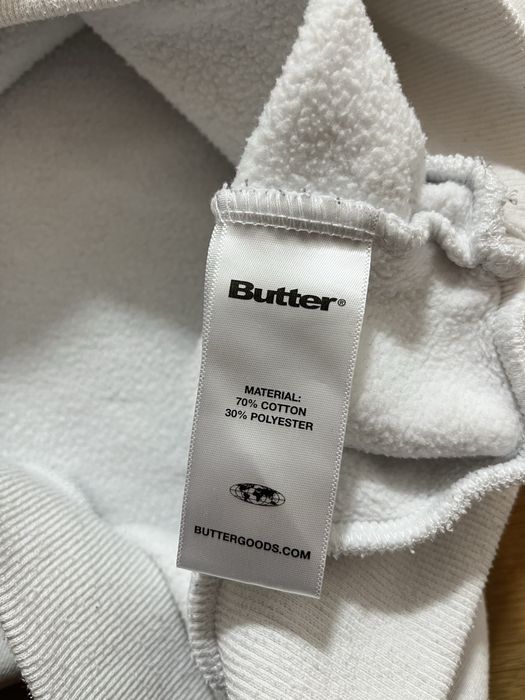 Butter®
MATERIAL:
70% COTTON
30% POLYESTER
BUTTERGOODS.COM